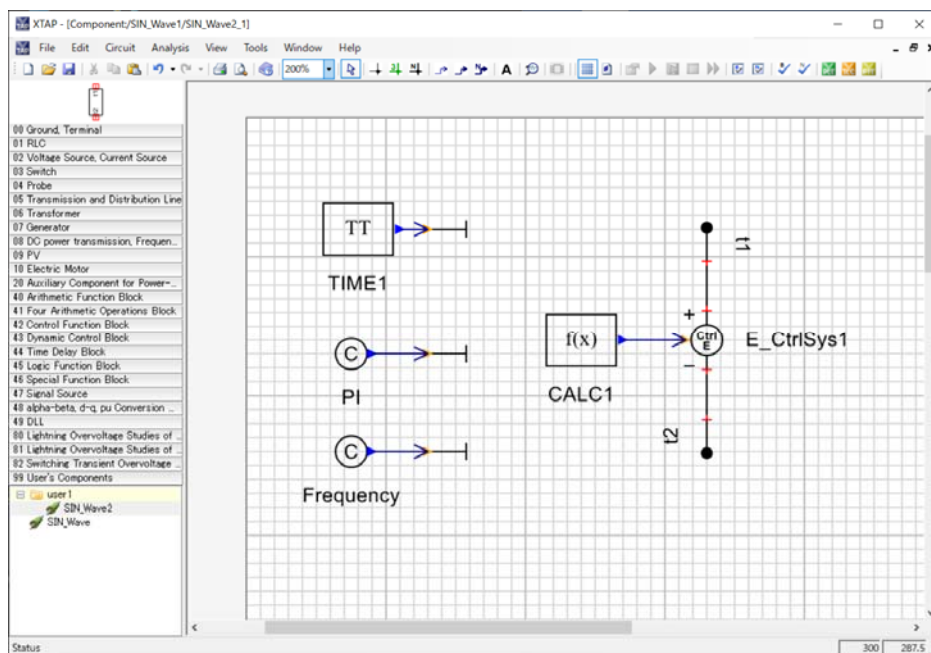 XTAP - [Component:/SIN_Wave1/SIN_Wave2_1]
File Edit Circuit Analysis View Tools Window Help
200% A
00 Ground, Terminal
01 RLC
02 Voltage Source, Current Source
03 Switch
04 Probe
05 Transmission and Distribution Line
06 Transformer
07 Generator
08 DC power transmission, Frequen...
09 PV
10 Electric Motor
20 Auxiliary Component for Power-...
40 Arithmetic Function Block
41 Four Arithmetic Operations Block
42 Control Function Block
43 Dynamic Control Block
44 Time Delay Block
45 Logic Function Block
46 Special Function Block
47 Signal Source
48 alpha-beta, d-q, pu Conversion ...
49 DLL
80 Lightning Overvoltage Studies of ...
81 Lightning Overvoltage Studies of ...
82 Switching Transient Overvoltage ...
99 User's Components
user1
SIN_Wave2
SIN_Wave
TT
TIME1
C
PI
C
Frequency
f(x)
CALC1
t1
+
Ctrl
E
−
E_CtrlSys1
t2
Status 300 287.5